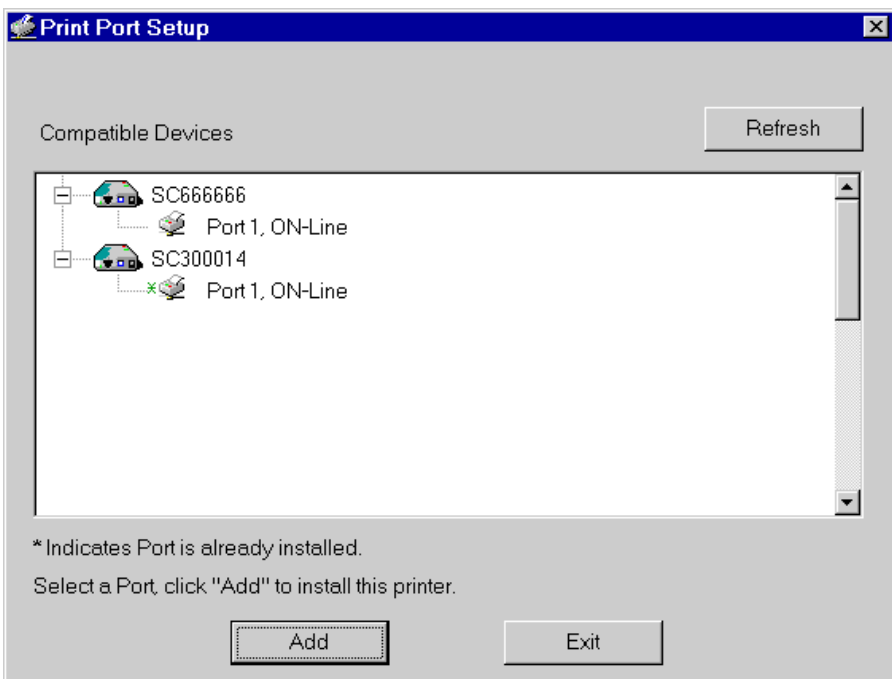 Print Port Setup
Compatible Devices
Refresh
SC666666
Port 1, ON-Line
SC300014
* Port 1, ON-Line
* Indicates Port is already installed.
Select a Port, click "Add" to install this printer.
Add
Exit